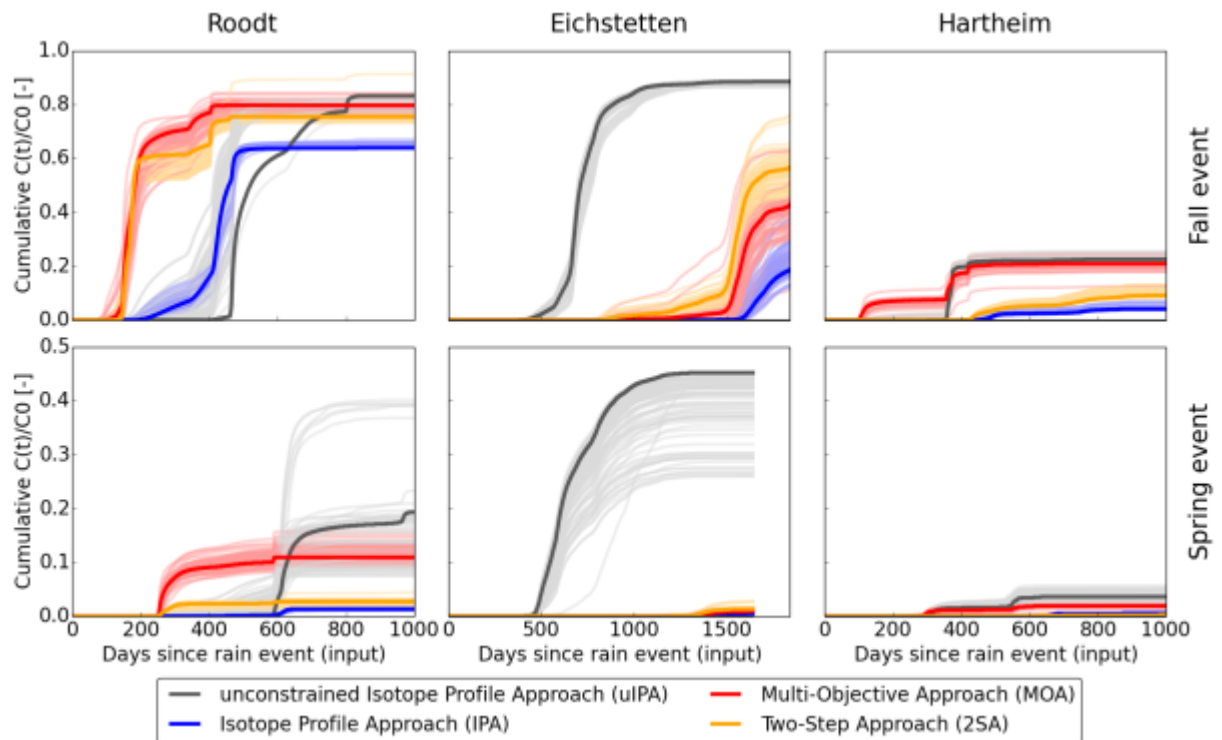 Roodt Eichstetten Hartheim
1.0
0.8
0.6
0.4
0.2
0.0
Cumulative C(t)/C0 [-]
Fall event
0.5
0.4
0.3
0.2
0.1
0.0
Cumulative C(t)/C0 [-]
Spring event
0 200 400 600 800 1000 0 500 1000 1500 0 200 400 600 800 1000
Days since rain event (input) Days since rain event (input) Days since rain event (input)
unconstrained Isotope Profile Approach (uIPA) Multi-Objective Approach (MOA)
Isotope Profile Approach (IPA) Two-Step Approach (2SA)